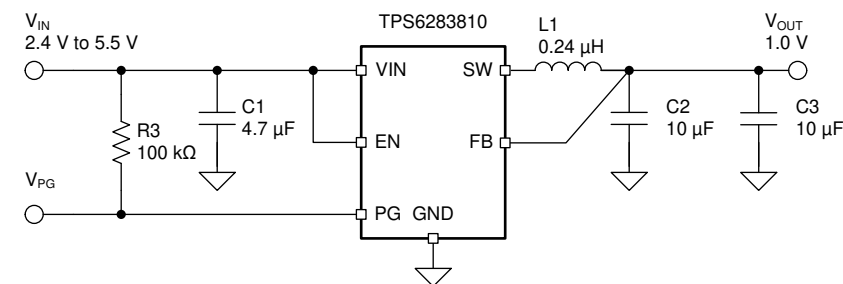 V_IN
2.4 V to 5.5 V
TPS6283810
L1
0.24 µH
V_OUT
1.0 V
VIN
SW
R3
100 kΩ
C1
4.7 µF
EN
FB
C2
10 µF
C3
10 µF
V_PG
PG
GND